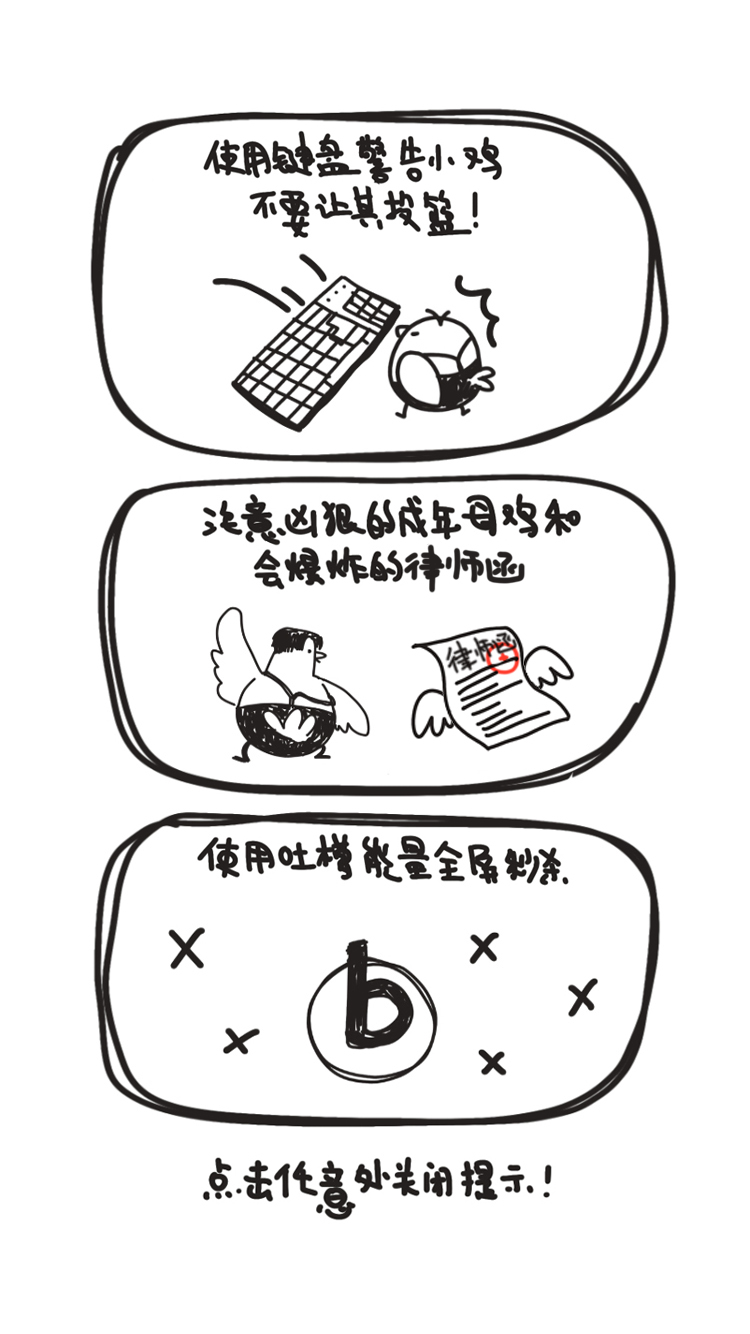 使用键盘警告小鸡
不要让其投篮！
注意凶狠的成年母鸡和
会爆炸的律师函
律师函
使用吐槽能量全屏秒杀.
b
点击任意处关闭提示！